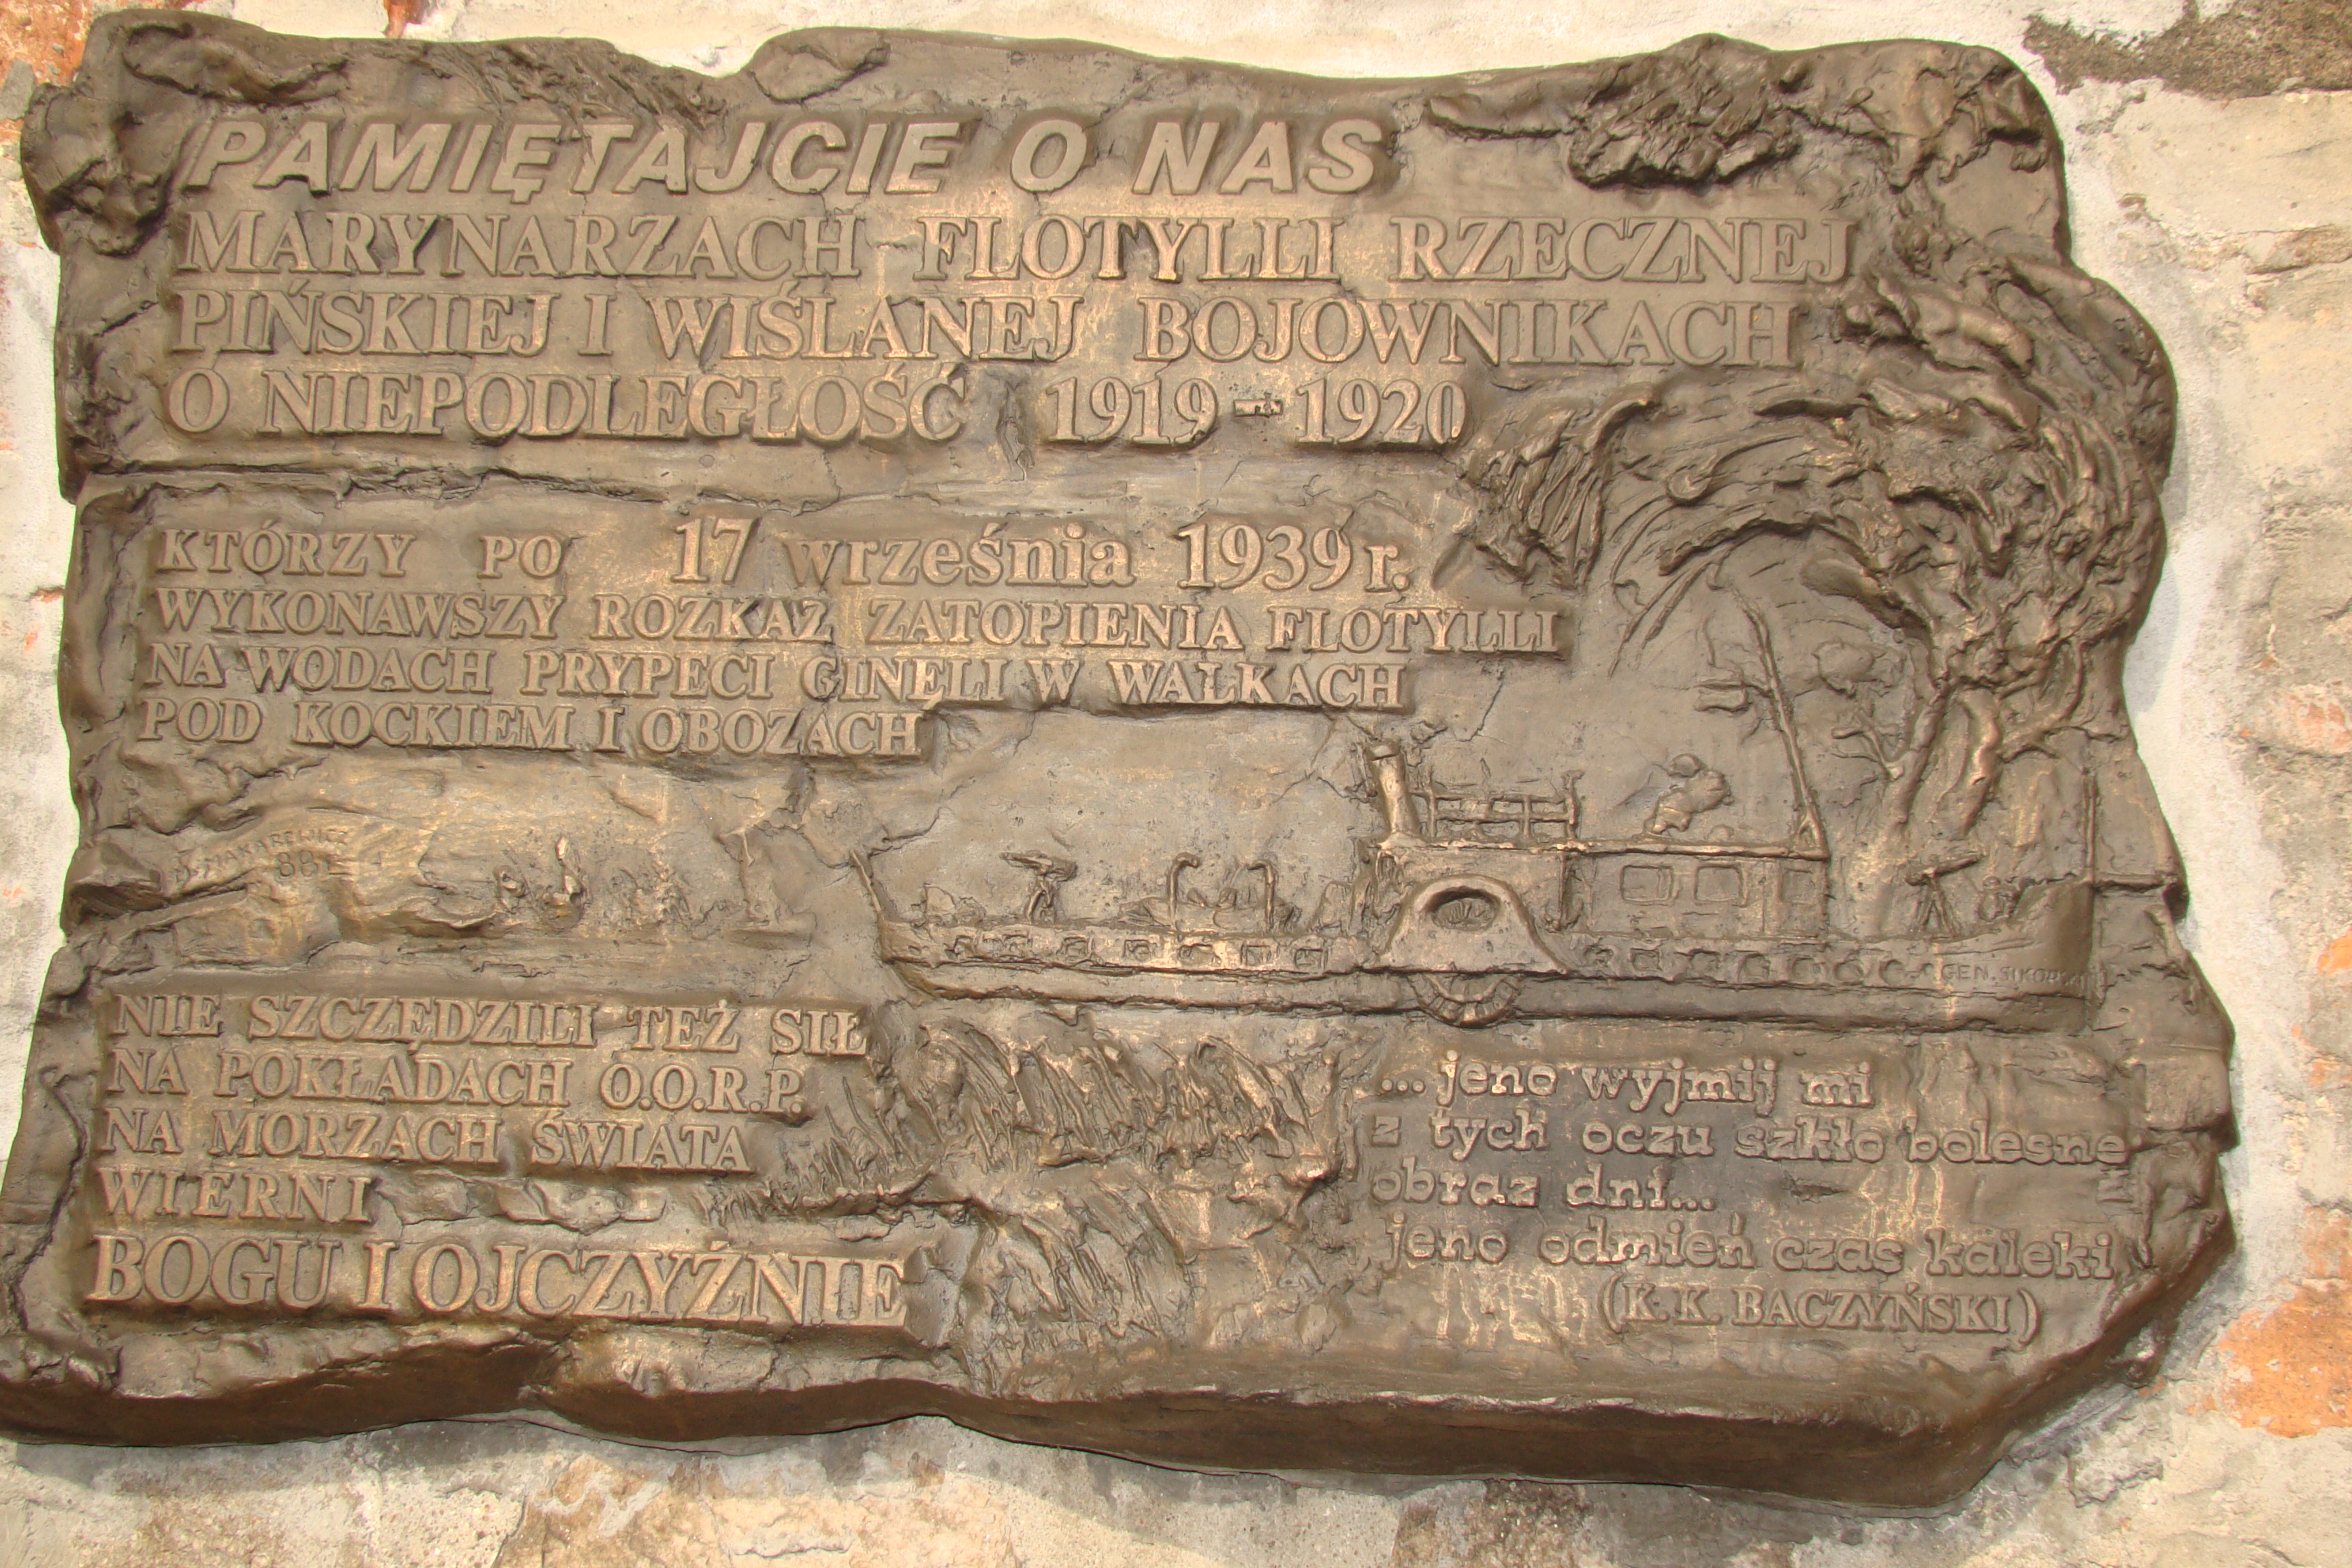 PAMIĘTAJCIE O NAS
MARYNARZACH FLOTYLLI RZECZNEJ
PIŃSKIEJ I WIŚLANEJ BOJOWNIKACH
O NIEPODLEGŁOŚĆ 1919 - 1920
KTÓRZY PO 17 września 1939 r.
WYKONAWSZY ROZKAZ ZATOPIENIA FLOTYLLI
NA WODACH PRYPECI GINĘLI W WALKACH
POD KOCKIEM I OBOZACH
MAKAREWICZ
88
GEN. SIKORSKI
NIE SZCZĘDZILI TEŻ SIŁ
NA POKŁADACH O.O.R.P.
NA MORZACH ŚWIATA
WIERNI
BOGU I OJCZYŹNIE
... jeno wyjmij mi
z tych oczu szkło bolesne
obraz dni...
jeno odmień czas kaleki
(K. K. BACZYŃSKI)